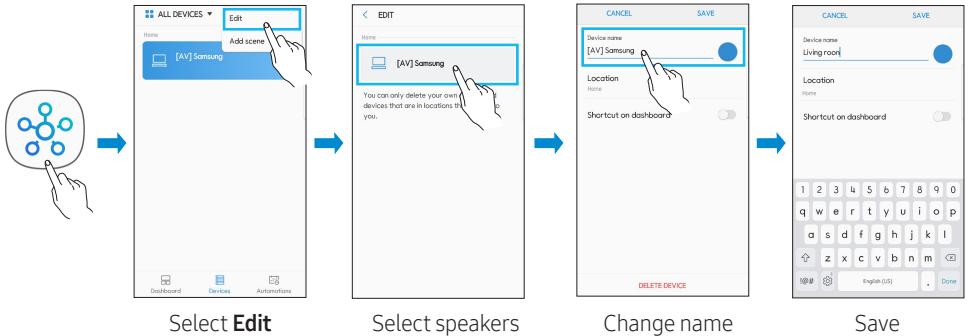 ALL DEVICES ▼
Edit
Add scene
Home
[AV] Samsung
Dashboard
Devices
Automations
Select Edit
< EDIT
Home
[AV] Samsung
You can only delete your own
devices that are in locations
you.
Select speakers
CANCEL SAVE
Device name
[AV] Samsung
Location
Home
Shortcut on dashboard
DELETE DEVICE
Change name
CANCEL SAVE
Device name
Living roon
Location
Home
Shortcut on dashboard
1 2 3 4 5 6 7 8 9 0
q w e r t y u i o p
a s d f g h j k l
z x c v b n m
!@# English (US) . Done
Save